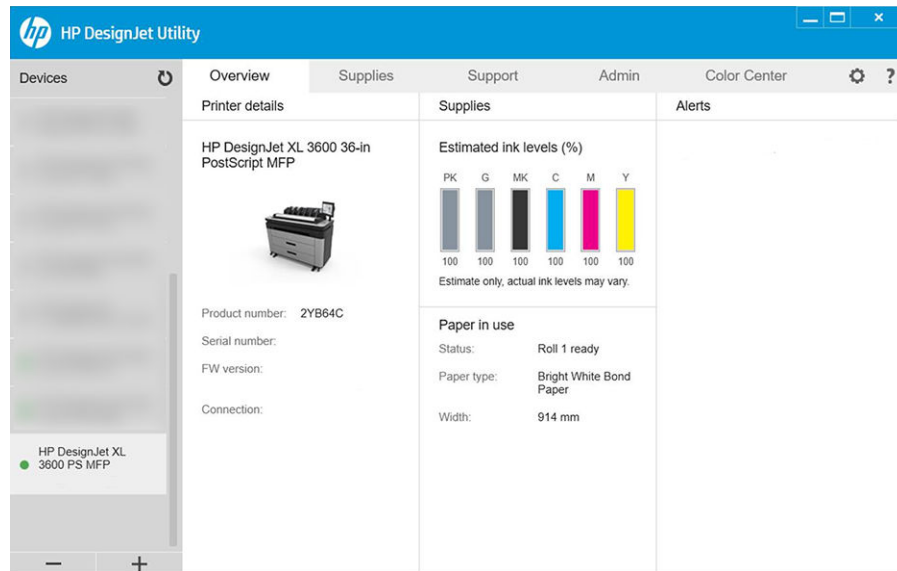 hp HP DesignJet Utility
Devices
Overview Supplies Support Admin Color Center ?
Printer details Supplies Alerts
HP DesignJet XL 3600 36-in
PostScript MFP
Product number: 2YB64C
Serial number:
FW version:
Connection:
Estimated ink levels (%)
PK G MK C M Y
100 100 100 100 100 100
Estimate only, actual ink levels may vary.
Paper in use
Status: Roll 1 ready
Paper type: Bright White Bond
Paper
Width: 914 mm
HP DesignJet XL
3600 PS MFP